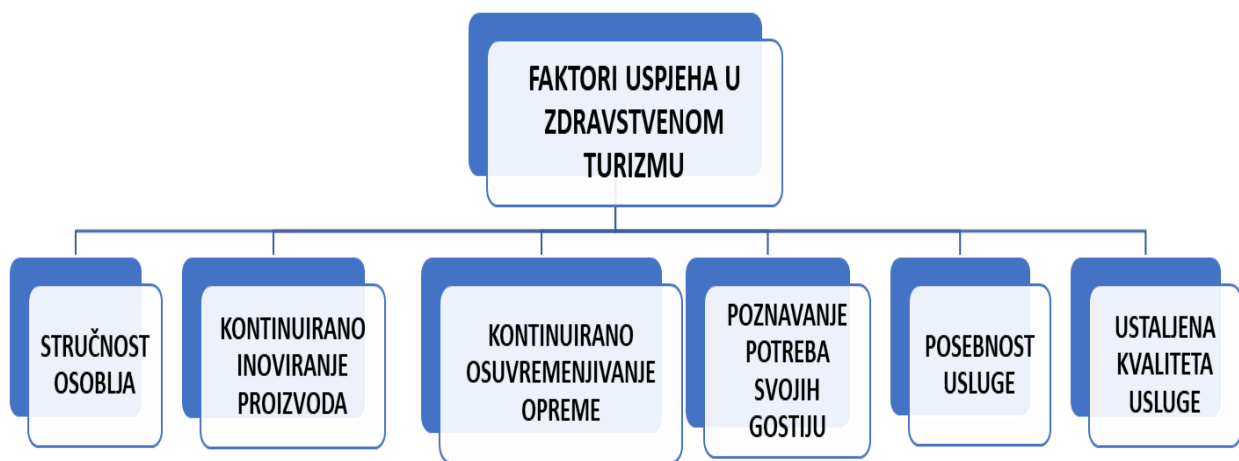 FAKTORI USPJEHA U
ZDRAVSTVENOM
TURIZMU
STRUČNOST
OSOBLJA
KONTINUIRANO
INOVIRANJE
PROIZVODA
KONTINUIRANO
OSUVREMENJIVANJE
OPREME
POZNAVANJE
POTREBA
SVOJIH
GOSTIJU
POSEBNOST
USLUGE
USTALJENA
KVALITETA
USLUGE